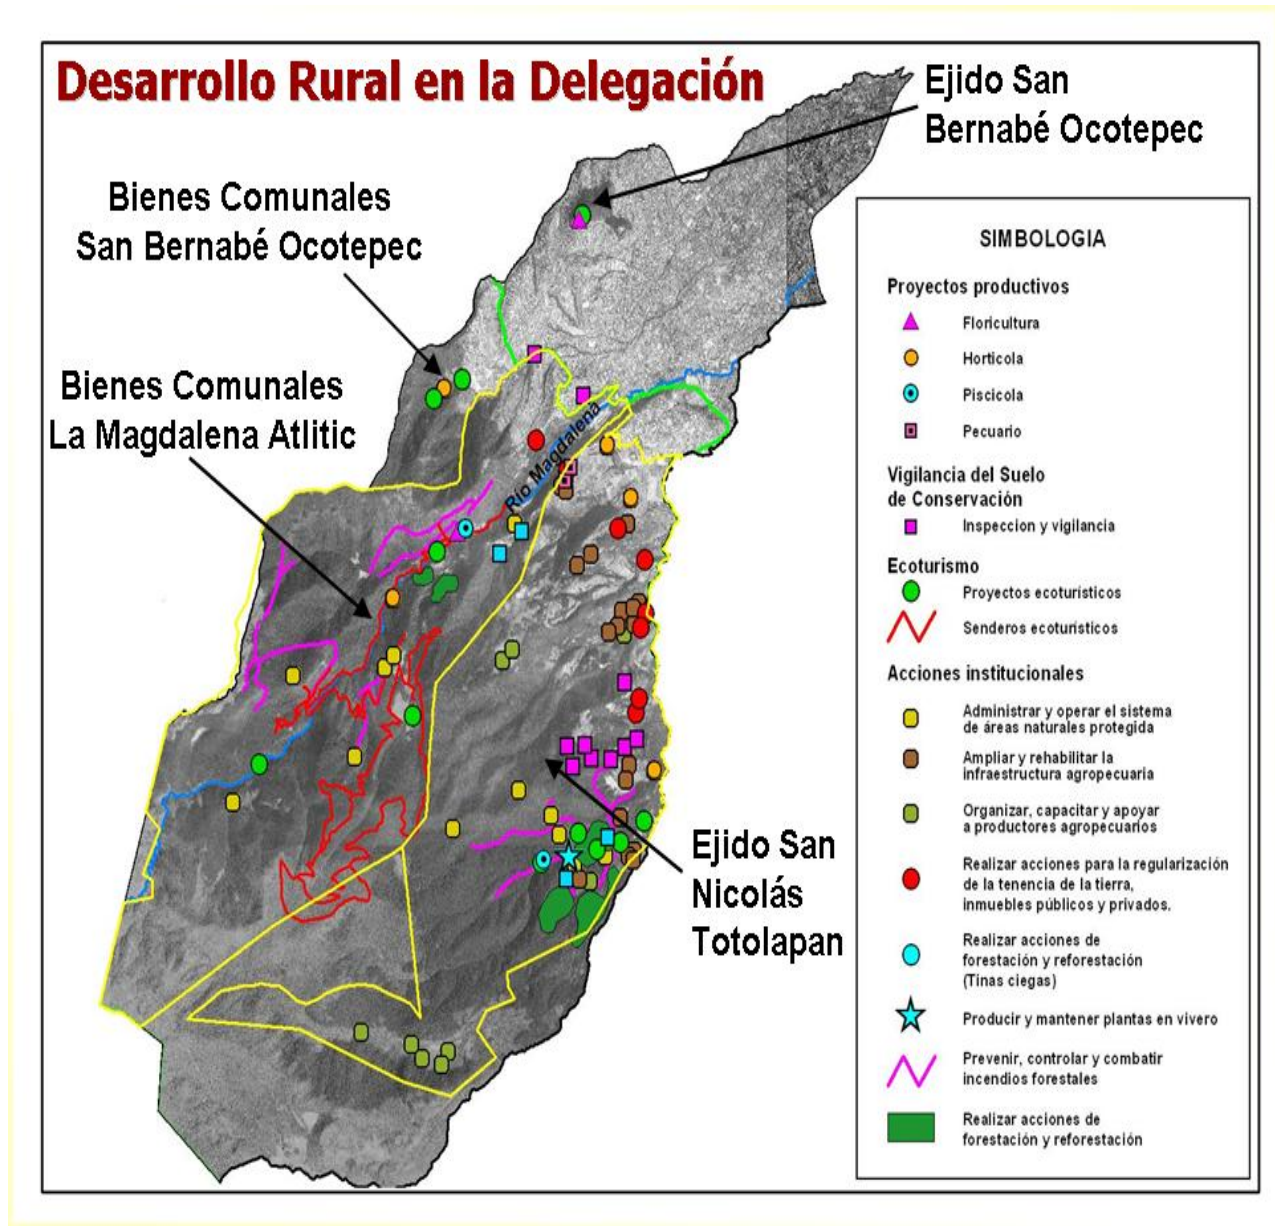 Desarrollo Rural en la Delegación
Ejido San
Bernabé Ocotepec
Bienes Comunales
San Bernabé Ocotepec
Bienes Comunales
La Magdalena Atlitic
Río Magdalena
Ejido San
Nicolás
Totolapan
SIMBOLOGIA
Proyectos productivos
Floricultura
Horticola
Piscicola
Pecuario
Vigilancia del Suelo
de Conservación
Inspeccion y vigilancia
Ecoturismo
Proyectos ecoturísticos
Senderos ecoturísticos
Acciones institucionales
Administrar y operar el sistema
de áreas naturales protegida
Ampliar y rehabilitar la
infraestructura agropecuaria
Organizar, capacitar y apoyar
a productores agropecuarios
Realizar acciones para la regularización
de la tenencia de la tierra,
inmuebles públicos y privados.
Realizar acciones de
forestación y reforestación
(Tinas ciegas)
Producir y mantener plantas en vivero
Prevenir, controlar y combatir
incendios forestales
Realizar acciones de
forestación y reforestación